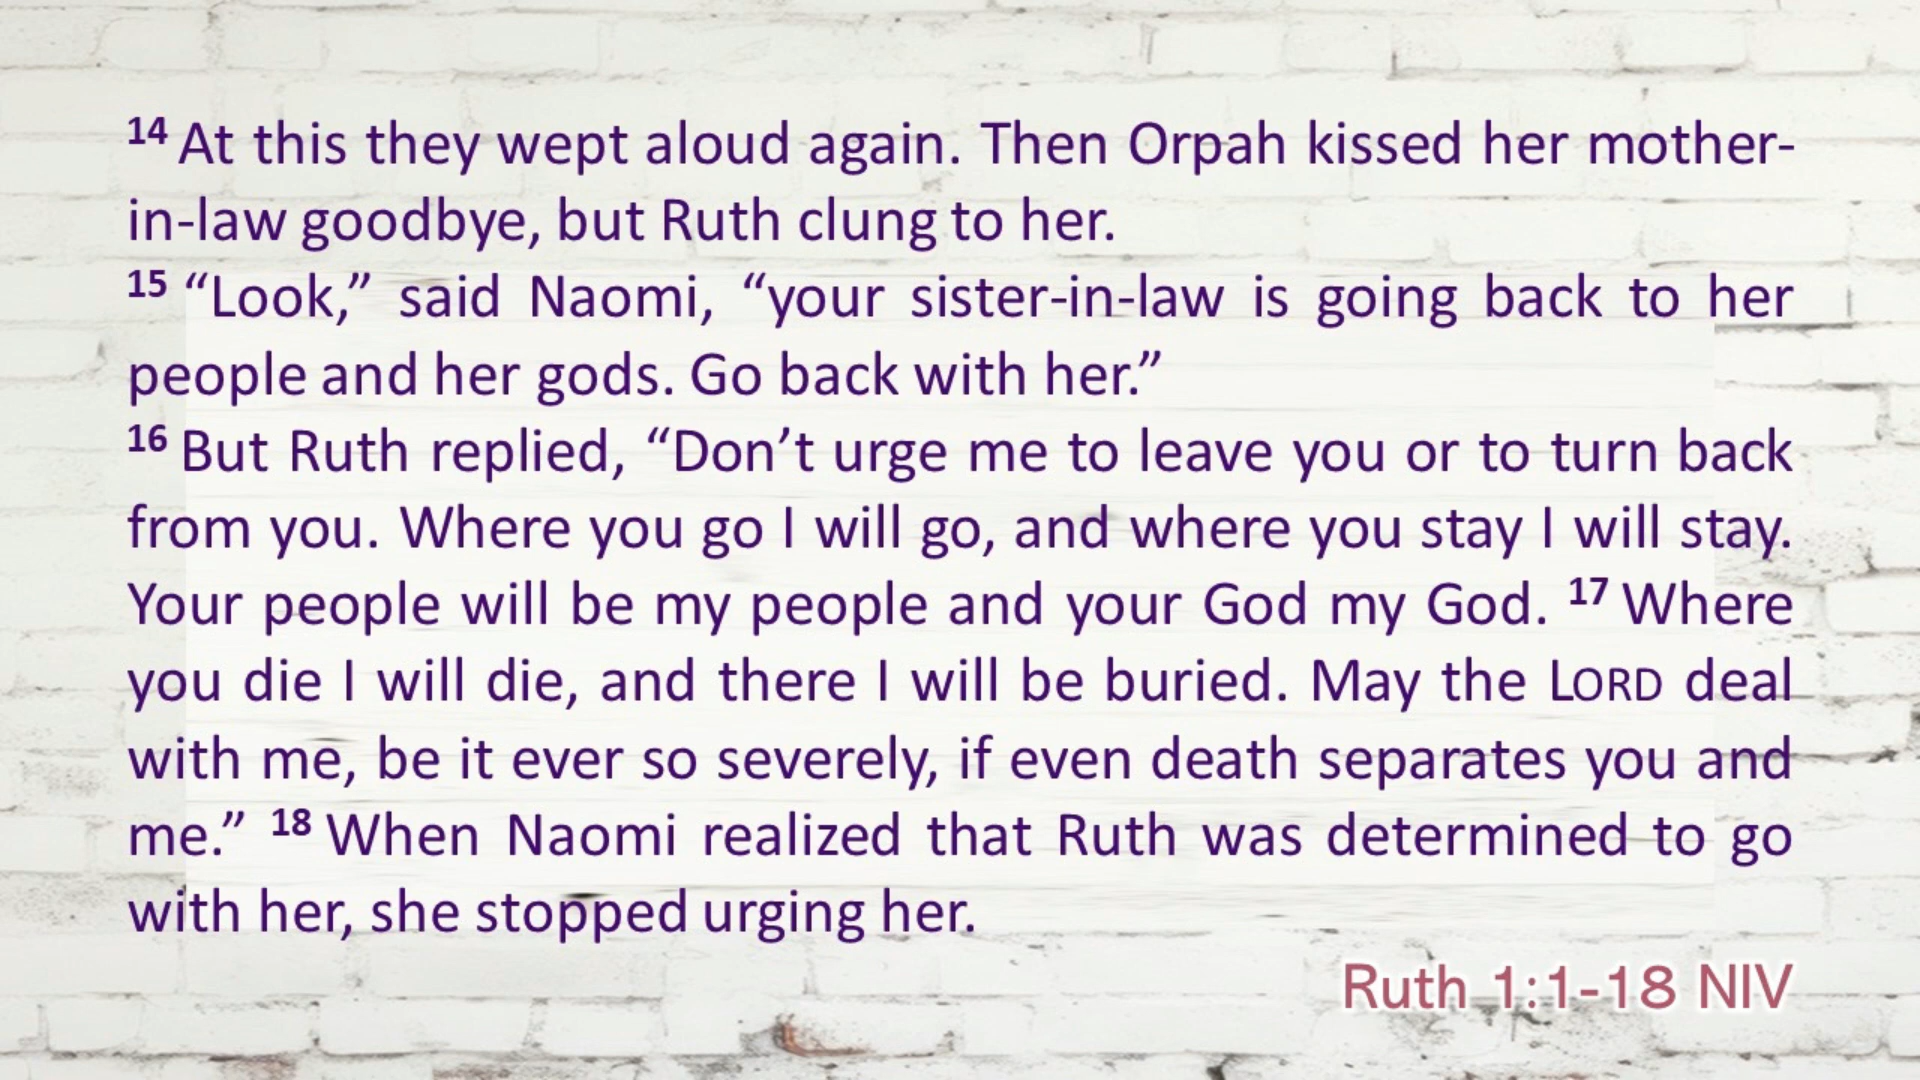 14 At this they wept aloud again. Then Orpah kissed her mother-
in-law goodbye, but Ruth clung to her.
15 “Look,” said Naomi, “your sister-in-law is going back to her
people and her gods. Go back with her.”
16 But Ruth replied, “Don’t urge me to leave you or to turn back
from you. Where you go I will go, and where you stay I will stay.
Your people will be my people and your God my God. 17 Where
you die I will die, and there I will be buried. May the LORD deal
with me, be it ever so severely, if even death separates you and
me.” 18 When Naomi realized that Ruth was determined to go
with her, she stopped urging her.
Ruth 1:1-18 NIV